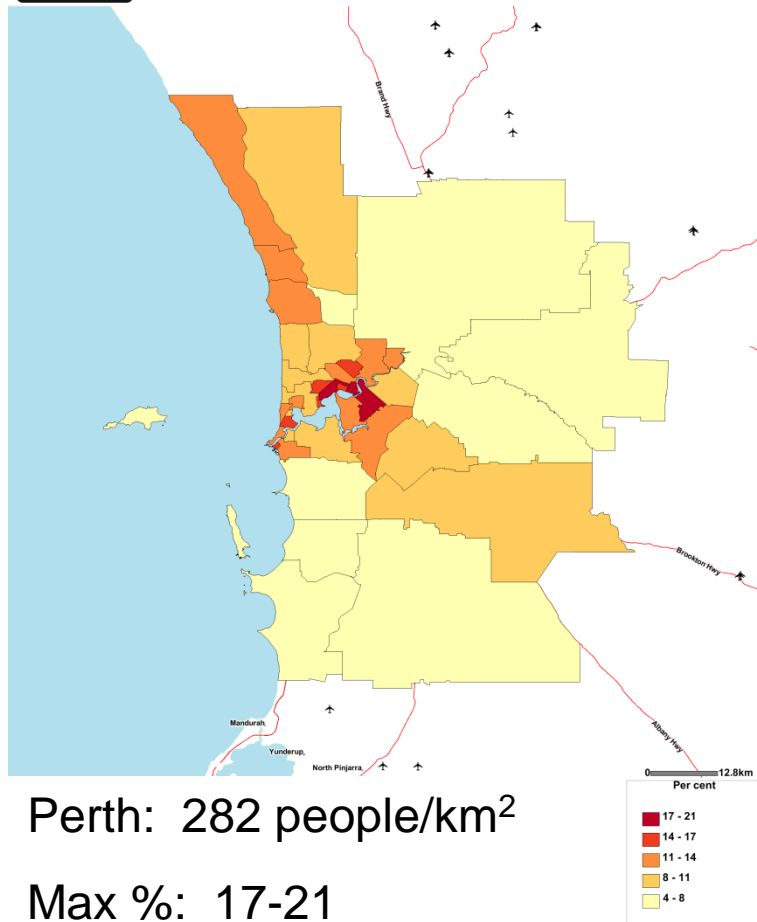 Brand Hwy
Brookton Hwy
Albany Hwy
Mandurah,
Yunderup,
North Pinjarra,
0 12.8km
Per cent
17 - 21
14 - 17
11 - 14
8 - 11
4 - 8
Perth: 282 people/km²
Max %: 17-21